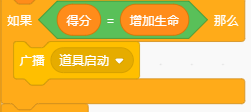 如果 得分 = 增加生命 那么
广播 道具启动